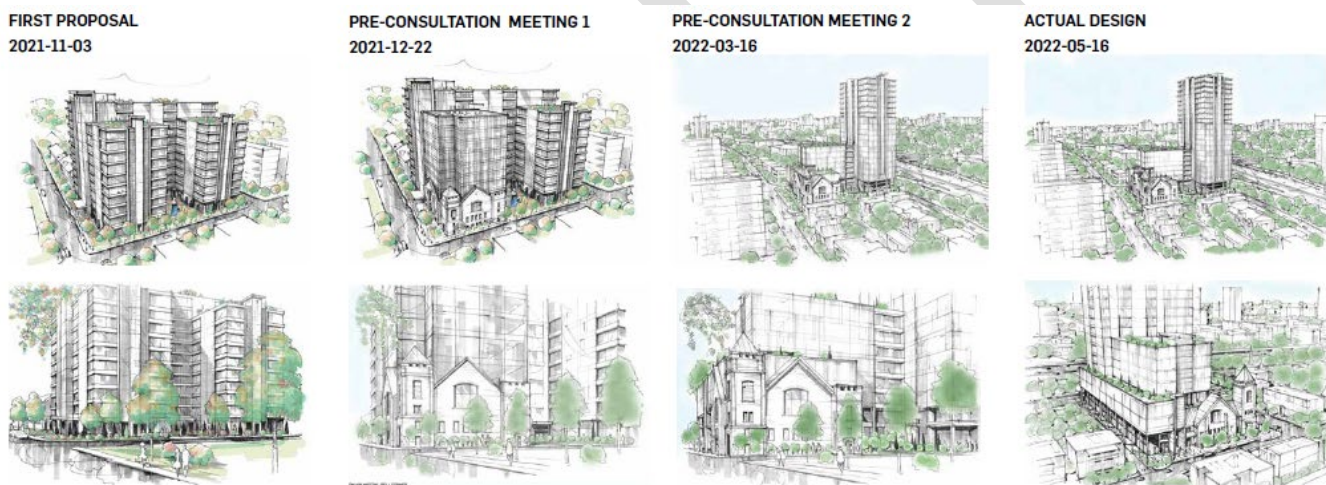 FIRST PROPOSAL
2021-11-03
PRE-CONSULTATION MEETING 1
2021-12-22
PRE-CONSULTATION MEETING 2
2022-03-16
ACTUAL DESIGN
2022-05-16